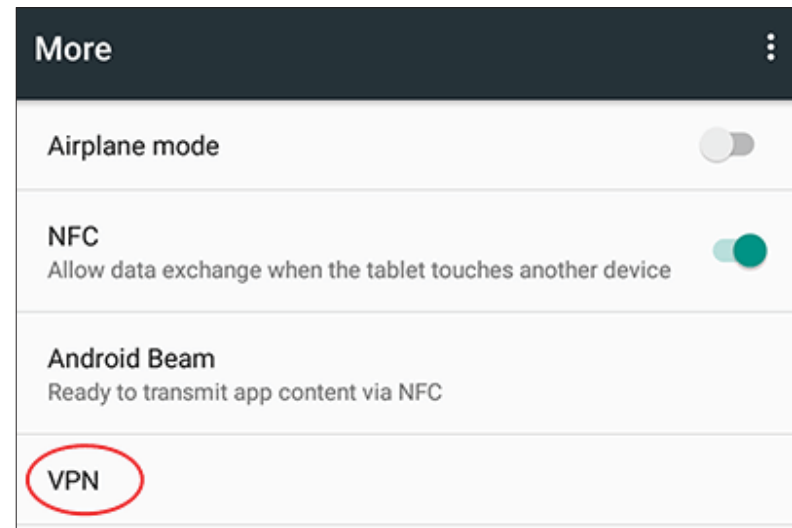 More
Airplane mode
NFC
Allow data exchange when the tablet touches another device
Android Beam
Ready to transmit app content via NFC
VPN